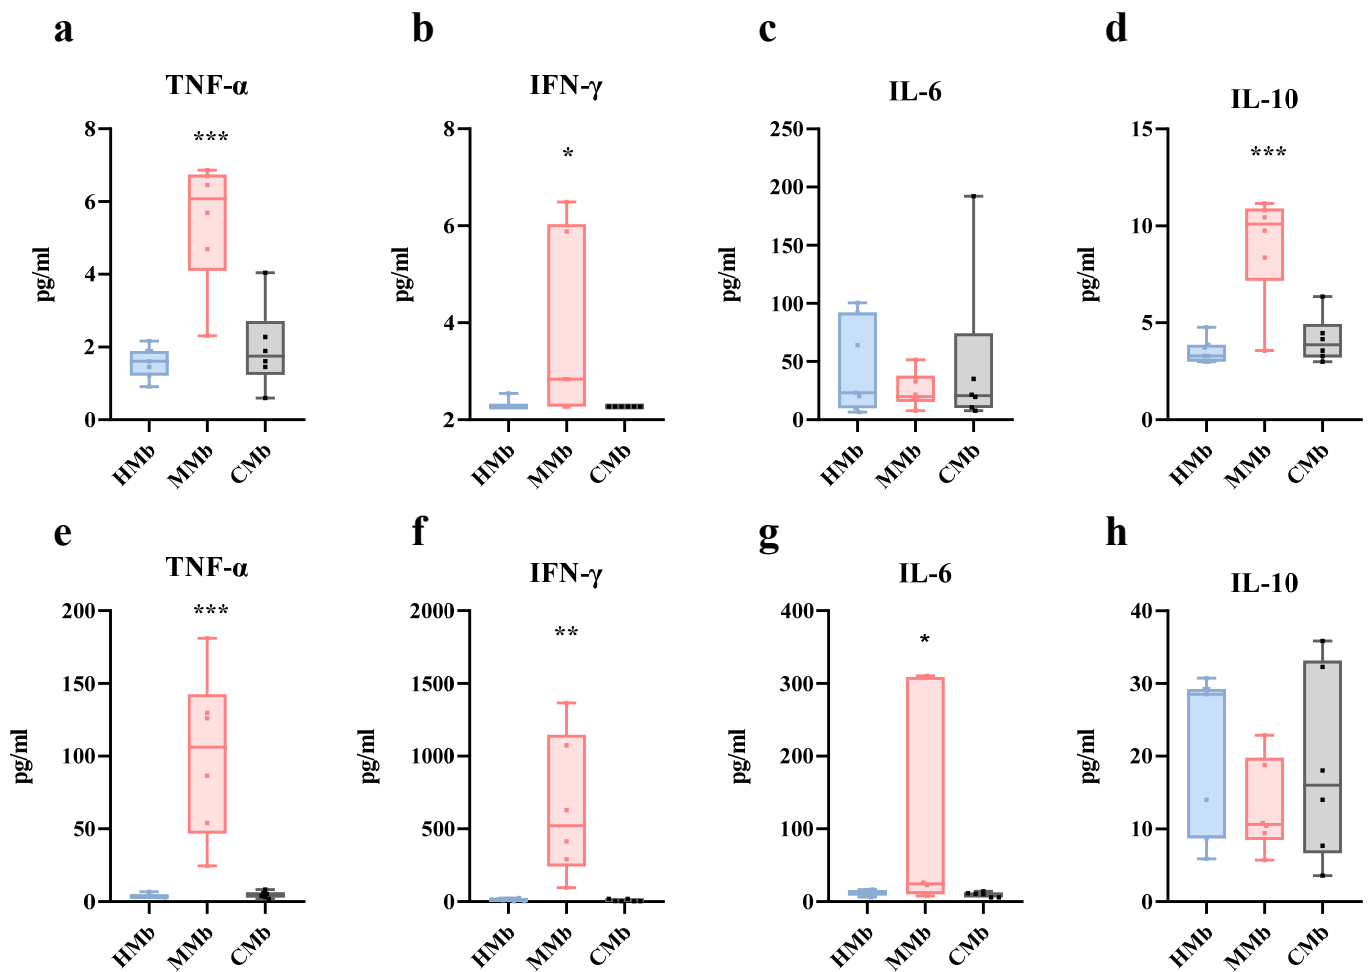 a
b
c
d
TNF-α
IFN-γ
IL-6
IL-10
pg/ml
8
6
4
2
0
***
HMb
MMb
CMb
pg/ml
8
6
4
2
*
HMb
MMb
CMb
pg/ml
250
200
150
100
50
0
HMb
MMb
CMb
pg/ml
15
10
5
0
***
HMb
MMb
CMb
e
f
g
h
TNF-α
IFN-γ
IL-6
IL-10
pg/ml
200
150
100
50
0
***
HMb
MMb
CMb
pg/ml
2000
1500
1000
500
0
**
HMb
MMb
CMb
pg/ml
400
300
200
100
0
*
HMb
MMb
CMb
pg/ml
40
30
20
10
0
HMb
MMb
CMb